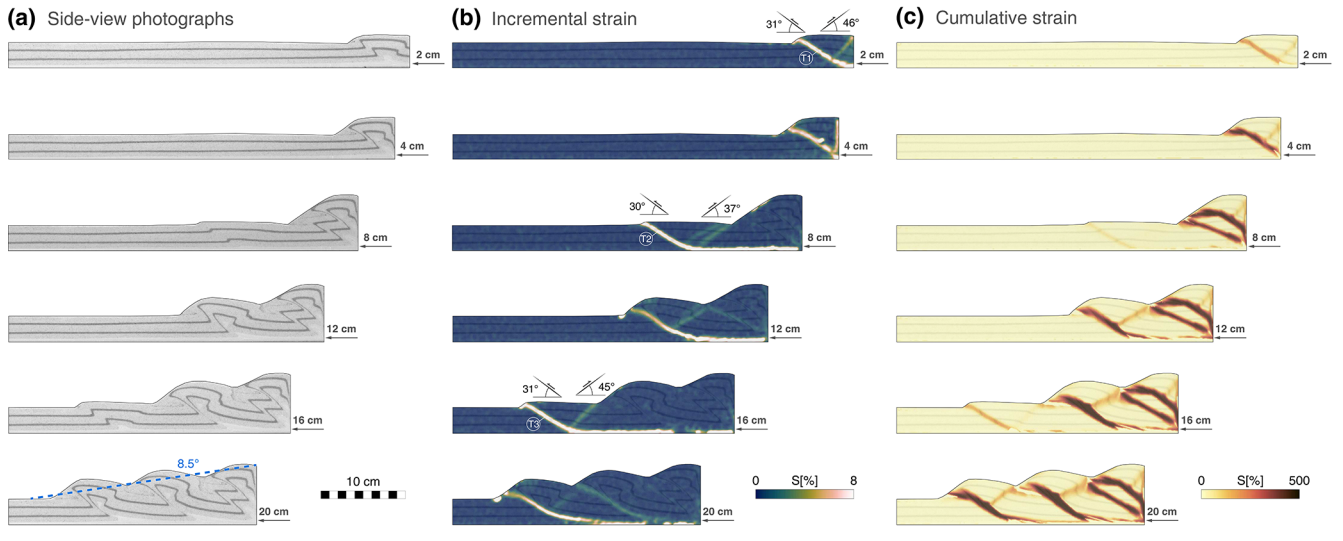 (a) Side-view photographs
(b) Incremental strain
(c) Cumulative strain
31° 46°
T1
2 cm
2 cm
2 cm
4 cm
4 cm
4 cm
30° 37°
T2
8 cm
8 cm
8 cm
12 cm
12 cm
12 cm
31° 45°
T3
16 cm
16 cm
16 cm
8.5°
10 cm
0 S[%] 8
0 S[%] 500
20 cm
20 cm
20 cm